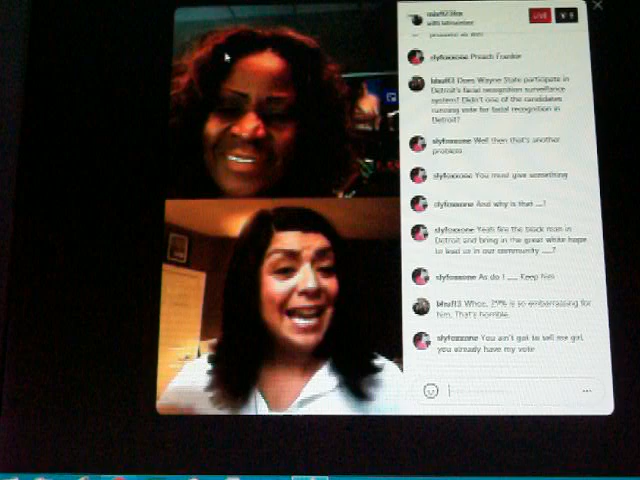 LIVE
slyfoxxone Preach Frankie
Does Wayne State participate in
Detroit's facial recognition surveillance
system? Didn't one of the candidates
running vote for facial recognition in
Detroit?
slyfoxxone Well then that's another
problem
slyfoxxone You must give something
slyfoxxone And why is that ....?
slyfoxxone Yeah fire the black man in
Detroit and bring in the great white hope
to lead us in our community ....?
slyfoxxone As do I .... Keep him
Whoa, 29% is so embarrassing for
him. That's horrible.
slyfoxxone You ain't got to sell me girl,
you already have my vote